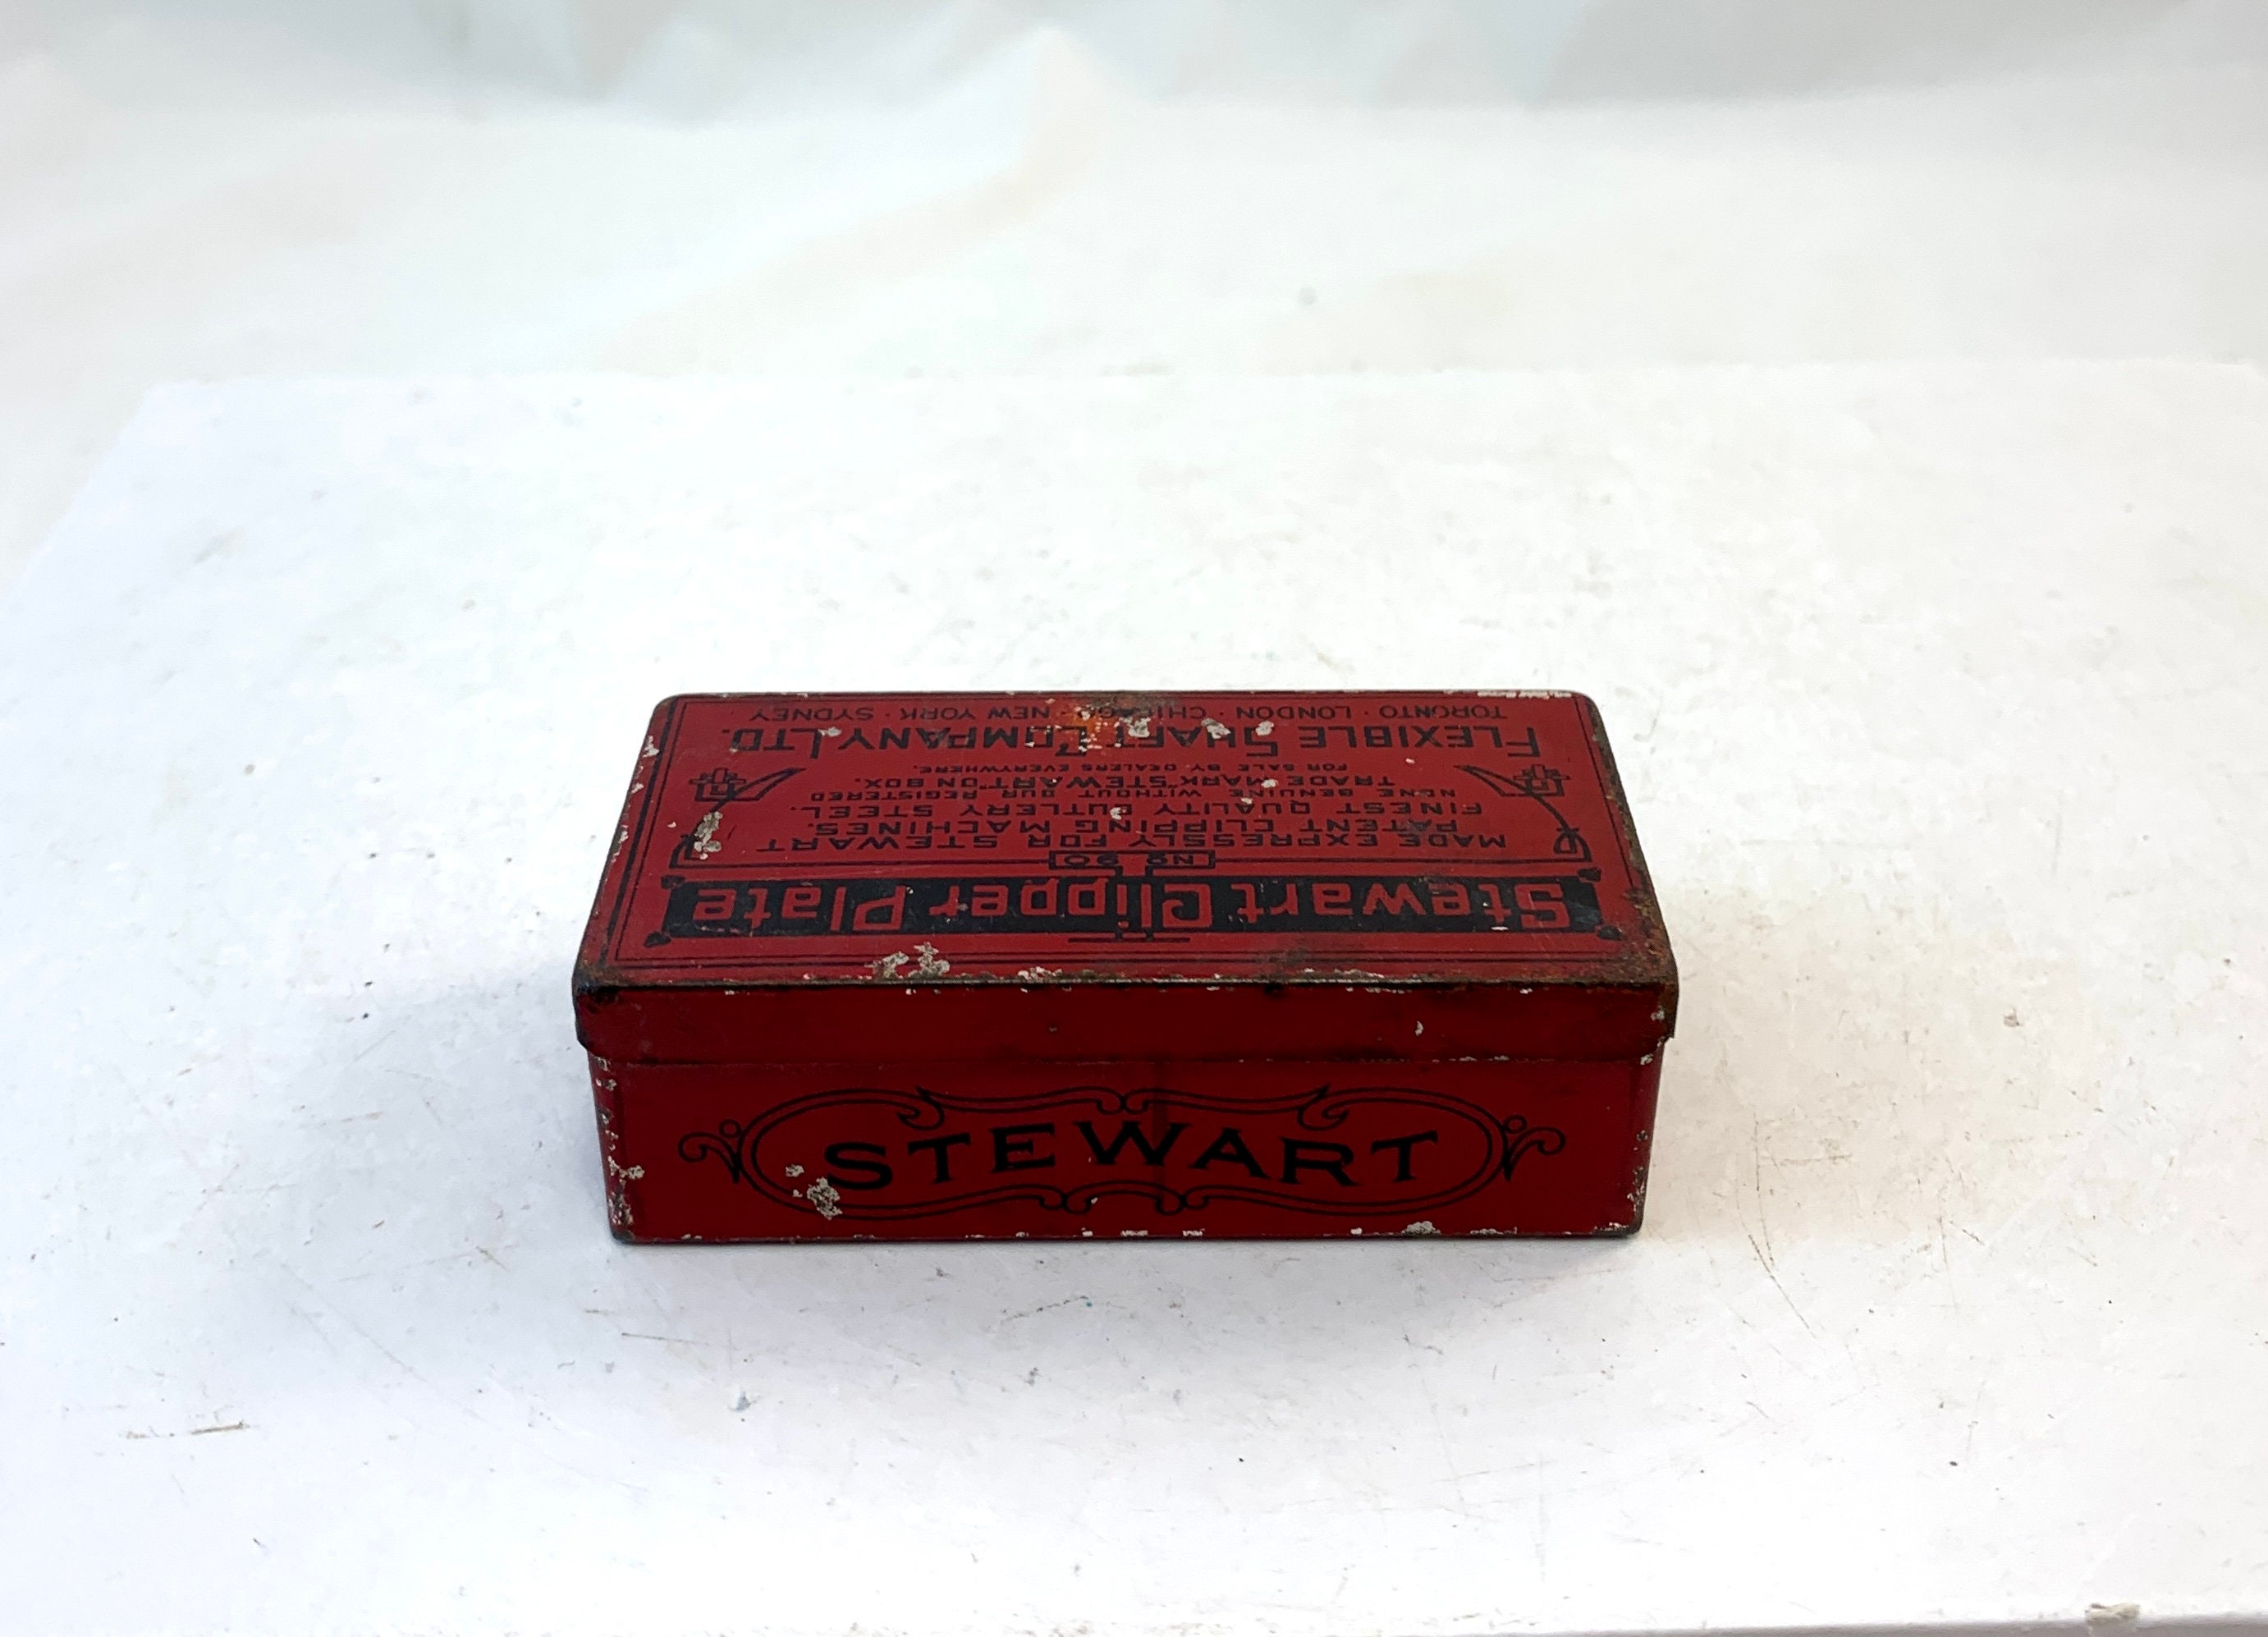 Stewart Clipper Plate
No. 90
MADE EXPRESSLY FOR STEWART
PATENT CLIPPING MACHINES.
FINEST QUALITY CUTLERY STEEL.
NONE GENUINE WITHOUT OUR REGISTERED
TRADE MARK "STEWART" ON BOX.
FOR SALE BY DEALERS EVERYWHERE.
FLEXIBLE SHAFT COMPANY, LTD.
TORONTO · LONDON · CHICAGO · NEW YORK · SYDNEY
STEWART